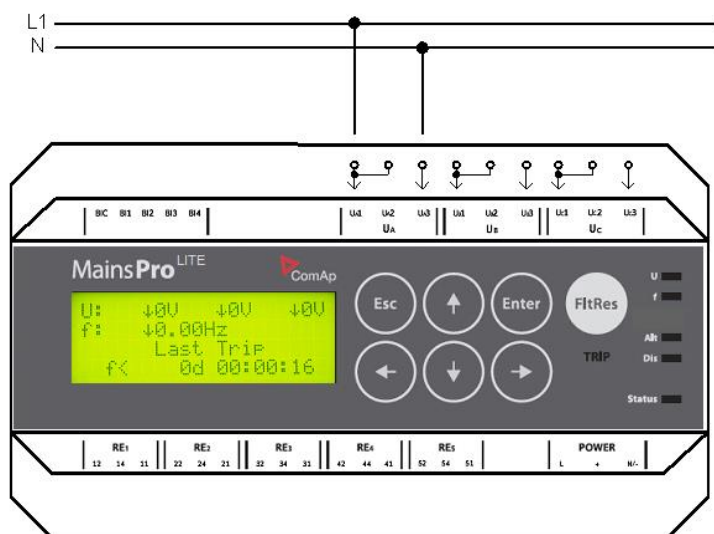 L1
N
BIC BI1 BI2 BI3 BI4
UA1 UA2 UA3 UB1 UB2 UB3 UC1 UC2 UC3
UA UB UC
MainsPro LITE
ComAp
U: ↓0V ↓0V ↓0V
f: ↓0.00Hz
Last Trip
f< 0d 00:00:16
Esc ↑ Enter FltRes
← ↓ →
TRIP
U
f
Alt
Dis
Status
RE1 RE2 RE3 RE4 RE5 POWER
12 14 11 22 24 21 32 34 31 42 44 41 52 54 51 L + N/-